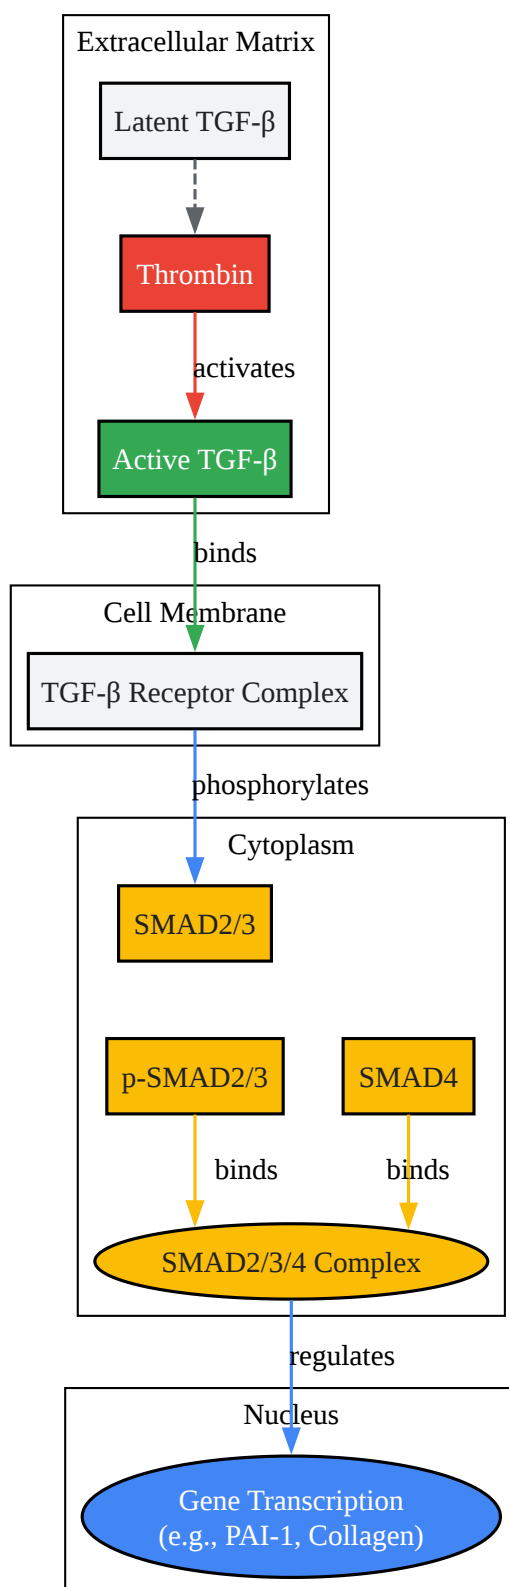 Extracellular Matrix
Latent TGF-β
Thrombin
activates
Active TGF-β
binds
Cell Membrane
TGF-β Receptor Complex
phosphorylates
Cytoplasm
SMAD2/3
p-SMAD2/3
SMAD4
binds
binds
SMAD2/3/4 Complex
regulates
Nucleus
Gene Transcription
(e.g., PAI-1, Collagen)